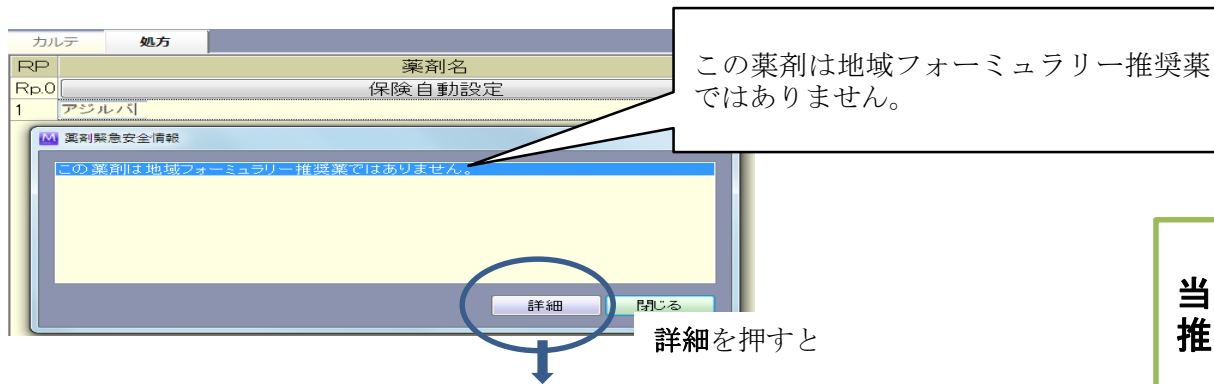 カルテ 処方
RP 薬剤名
Rp.0 保険自動設定
1 アジルバ
この薬剤は地域フォーミュラリー推奨薬
ではありません。
M 薬剤緊急安全情報
この薬剤は地域フォーミュラリー推奨薬ではありません。
詳細 閉じる
詳細を押すと
当
推